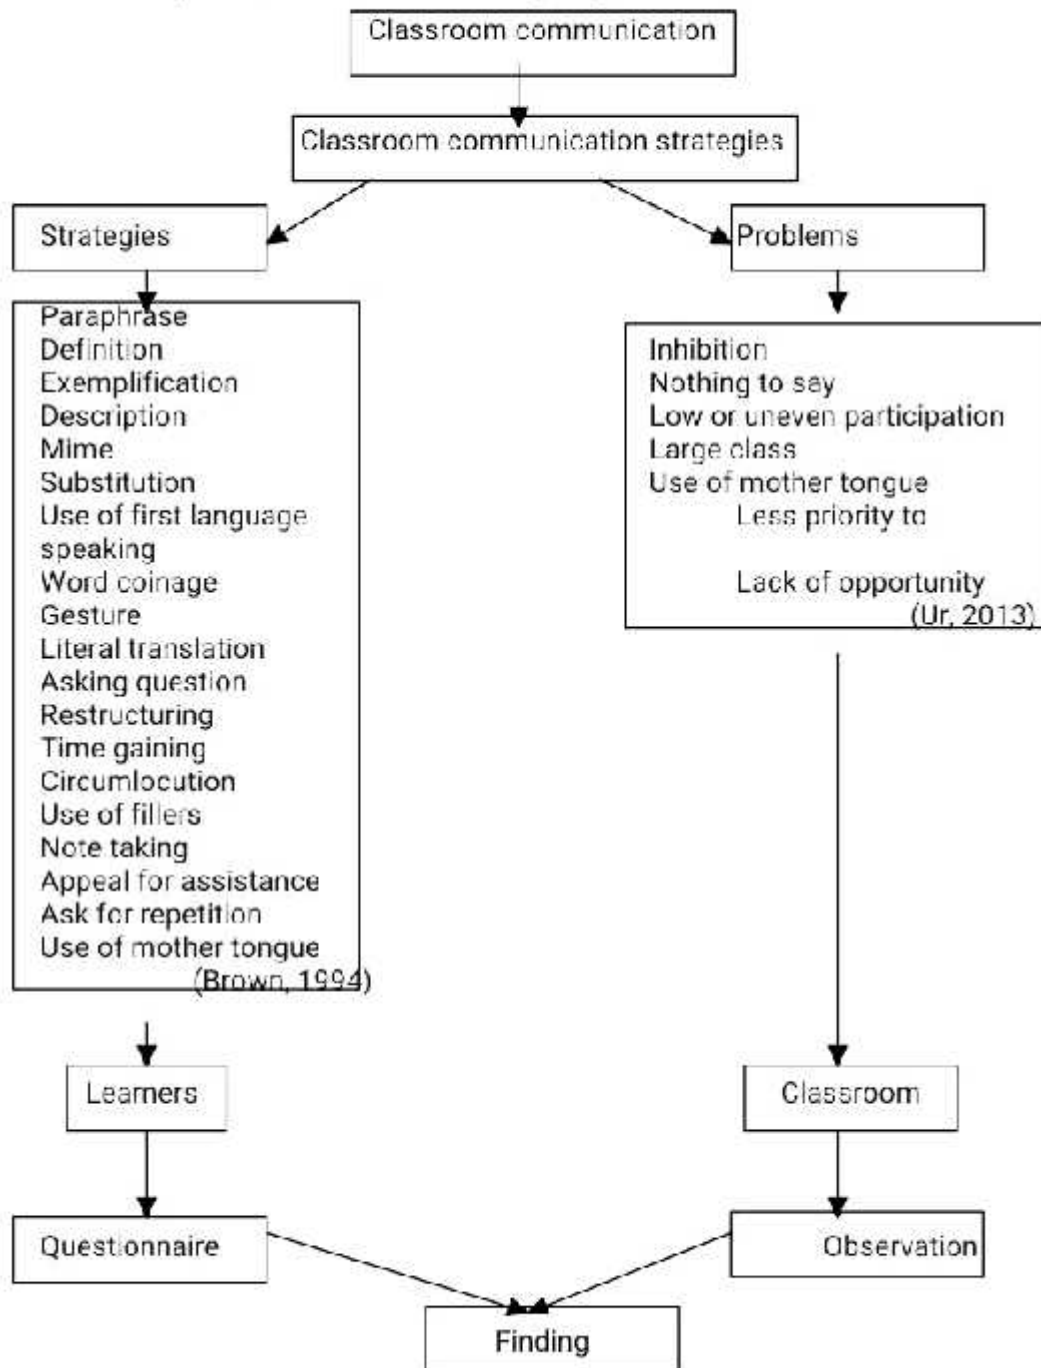 Classroom communication
Classroom communication strategies
Strategies
Problems
Paraphrase
Definition
Exemplification
Description
Mime
Substitution
Use of first language
speaking
Word coinage
Gesture
Literal translation
Asking question
Restructuring
Time gaining
Circumlocution
Use of fillers
Note taking
Appeal for assistance
Ask for repetition
Use of mother tongue
(Brown, 1994)
Inhibition
Nothing to say
Low or uneven participation
Large class
Use of mother tongue
Less priority to
Lack of opportunity
(Ur, 2013)
Learners
Classroom
Questionnaire
Observation
Finding